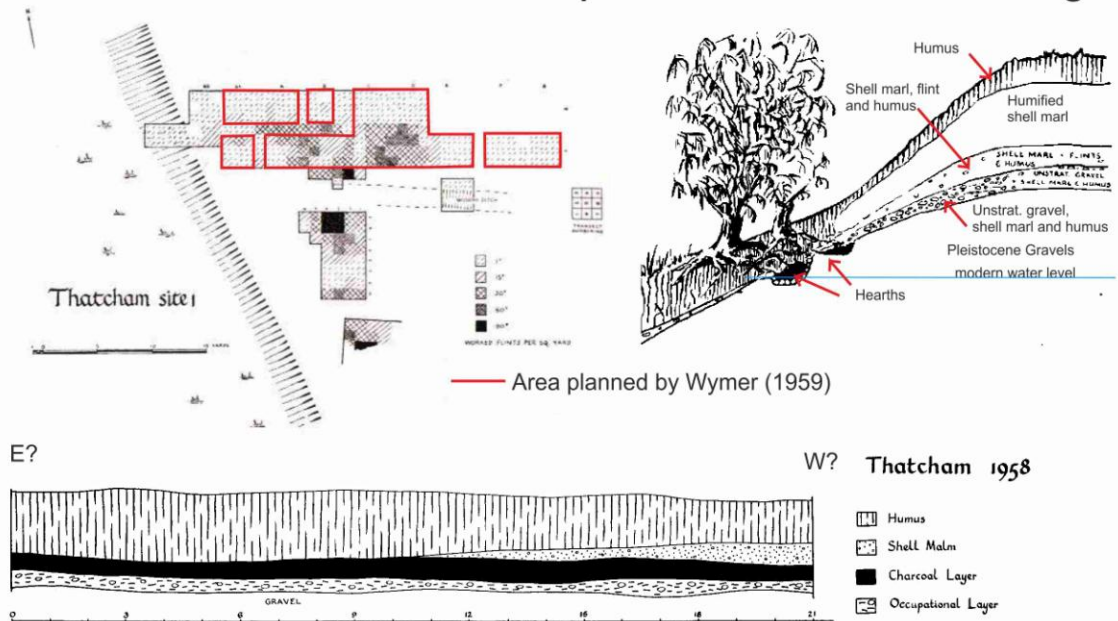 Humus
Shell marl, flint
and humus
Humified
shell marl
SHELL MARL + FLINTS
& HUMUS
UNSTRAT. GRAVEL
SHELL MARL & HUMUS
Unstrat. gravel,
shell marl and humus
Pleistocene Gravels
modern water level
Hearths
Thatcham site 1
WORKED FLINTS PER SQ. YARD
Area planned by Wymer (1959)
E?
W?
Thatcham 1958
Humus
Shell Malm
Charcoal Layer
Occupational Layer
GRAVEL
0 3 6 9 12 15 18 21